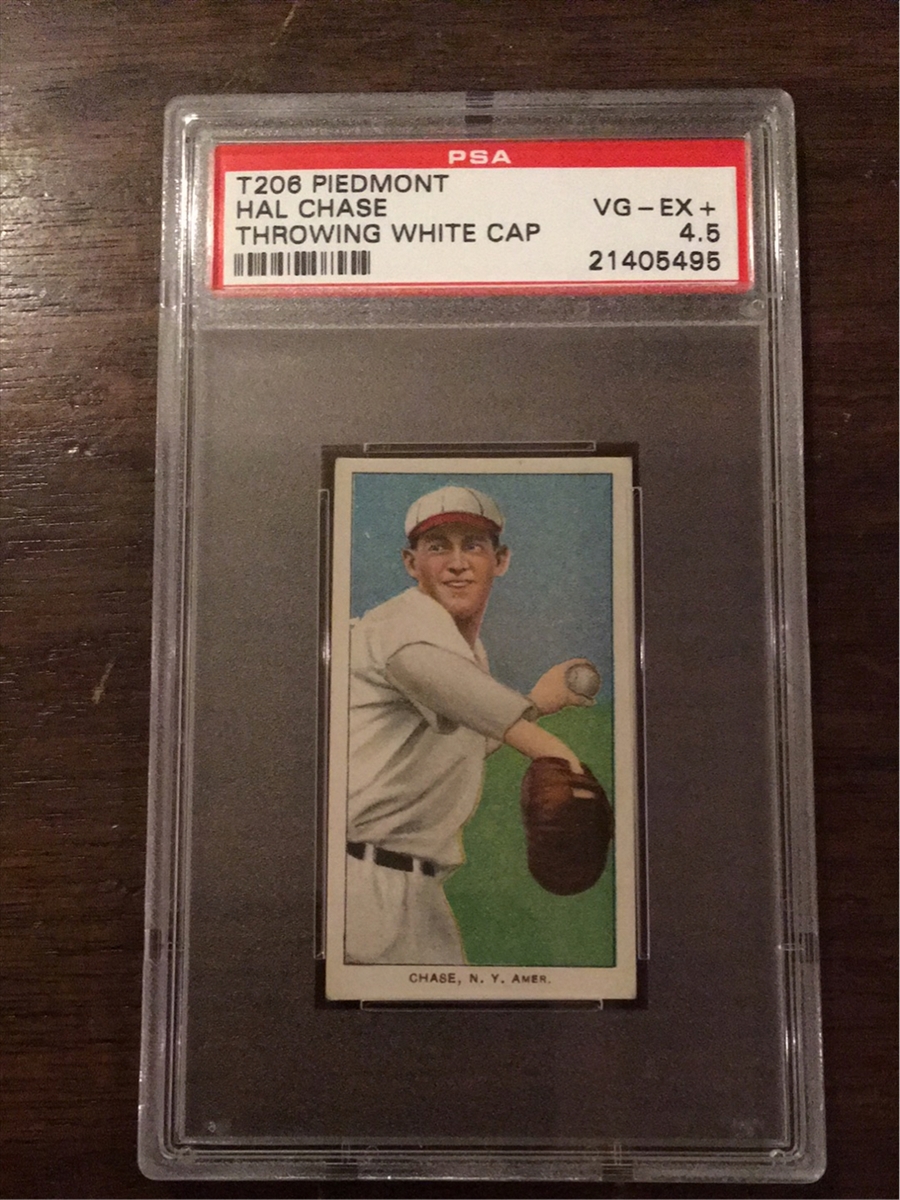 PSA
T206 PIEDMONT
HAL CHASE VG-EX+
THROWING WHITE CAP 4.5
21405495
CHASE, N. Y. AMER.